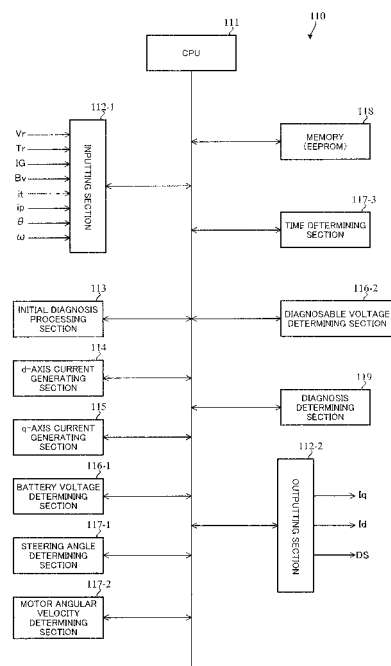 111
110
CPU
112-1
118
Vr
Tr
IG
Bv
it
ip
θ
ω
INPUTTING SECTION
MEMORY
(EEPROM)
117-3
TIME DETERMINING
SECTION
113
116-2
INITIAL DIAGNOSIS
PROCESSING
SECTION
DIAGNOSABLE VOLTAGE
DETERMINING SECTION
114
d-AXIS CURRENT
GENERATING
SECTION
119
115
DIAGNOSIS
DETERMINING
SECTION
q-AXIS CURRENT
GENERATING
SECTION
112-2
116-1
BATTERY VOLTAGE
DETERMINING
SECTION
OUTPUTTING SECTION
Iq
Id
DS
117-1
STEERING ANGLE
DETERMINING
SECTION
117-2
MOTOR ANGULAR
VELOCITY
DETERMINING
SECTION